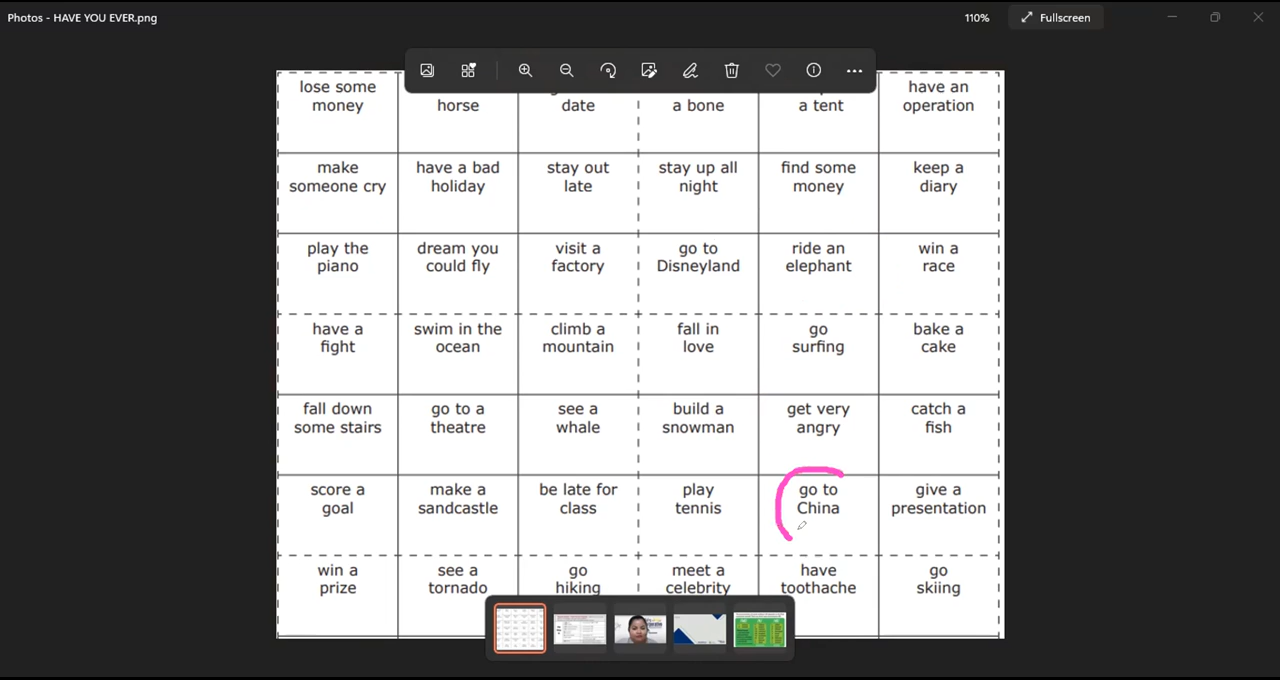 Photos - HAVE YOU EVER.png
110%
Fullscreen
lose some
money
horse
date
a bone
a tent
have an
operation
make
someone cry
have a bad
holiday
stay out
late
stay up all
night
find some
money
keep a
diary
play the
piano
dream you
could fly
visit a
factory
go to
Disneyland
ride an
elephant
win a
race
have a
fight
swim in the
ocean
climb a
mountain
fall in
love
go
surfing
bake a
cake
fall down
some stairs
go to a
theatre
see a
whale
build a
snowman
get very
angry
catch a
fish
score a
goal
make a
sandcastle
be late for
class
play
tennis
go to
China
give a
presentation
win a
prize
see a
tornado
go
hiking
meet a
celebrity
have
toothache
go
skiing